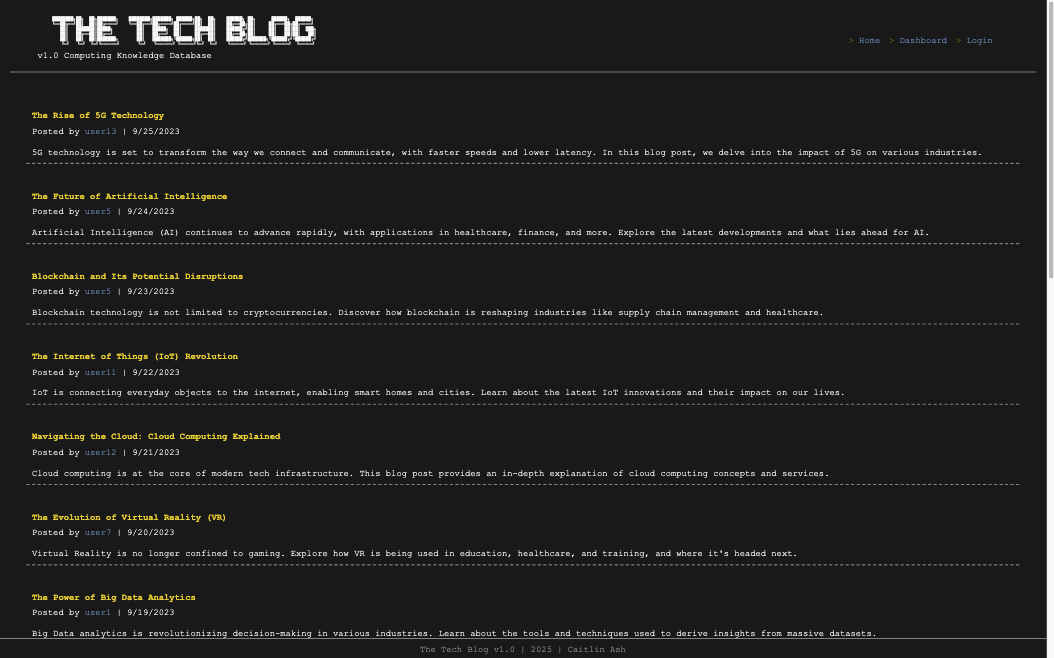 THE TECH BLOG
v1.0 Computing Knowledge Database
> Home > Dashboard > Login
The Rise of 5G Technology
Posted by user13 | 9/25/2023
5G technology is set to transform the way we connect and communicate, with faster speeds and lower latency. In this blog post, we delve into the impact of 5G on various industries.
The Future of Artificial Intelligence
Posted by user5 | 9/24/2023
Artificial Intelligence (AI) continues to advance rapidly, with applications in healthcare, finance, and more. Explore the latest developments and what lies ahead for AI.
Blockchain and Its Potential Disruptions
Posted by user5 | 9/23/2023
Blockchain technology is not limited to cryptocurrencies. Discover how blockchain is reshaping industries like supply chain management and healthcare.
The Internet of Things (IoT) Revolution
Posted by user11 | 9/22/2023
IoT is connecting everyday objects to the internet, enabling smart homes and cities. Learn about the latest IoT innovations and their impact on our lives.
Navigating the Cloud: Cloud Computing Explained
Posted by user12 | 9/21/2023
Cloud computing is at the core of modern tech infrastructure. This blog post provides an in-depth explanation of cloud computing concepts and services.
The Evolution of Virtual Reality (VR)
Posted by user7 | 9/20/2023
Virtual Reality is no longer confined to gaming. Explore how VR is being used in education, healthcare, and training, and where it's headed next.
The Power of Big Data Analytics
Posted by user1 | 9/19/2023
Big Data analytics is revolutionizing decision-making in various industries. Learn about the tools and techniques used to derive insights from massive datasets.
The Tech Blog v1.0 | 2025 | Caitlin Ash